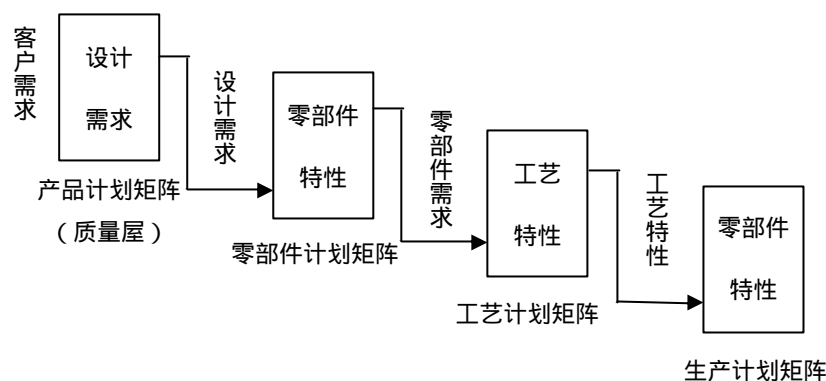 客户需求
设计
需求
产品计划矩阵
（质量屋）
设计需求
零部件
特性
零部件计划矩阵
零部件需求
工艺
特性
工艺计划矩阵
工艺特性
零部件
特性
生产计划矩阵